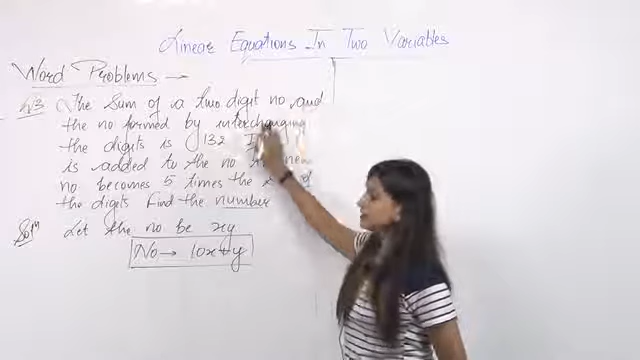 Linear Equations In Two Variables
Word Problems →
Q3 The Sum of a two digit no and
the no formed by interchanging
the digits is 132
is added to the no new
no becomes 5 times the of
the digits Find the number
Solⁿ Let the no be xy
No → 10x+y